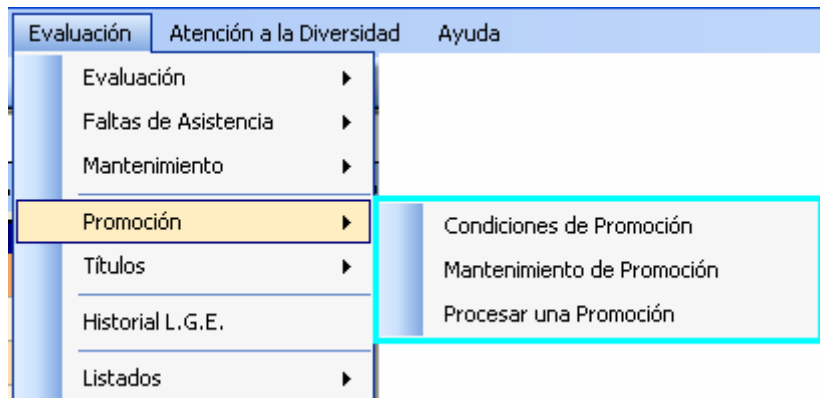 Evaluación Atención a la Diversidad Ayuda
Evaluación
Faltas de Asistencia
Mantenimiento
Promoción
Condiciones de Promoción
Mantenimiento de Promoción
Procesar una Promoción
Títulos
Historial L.G.E.
Listados